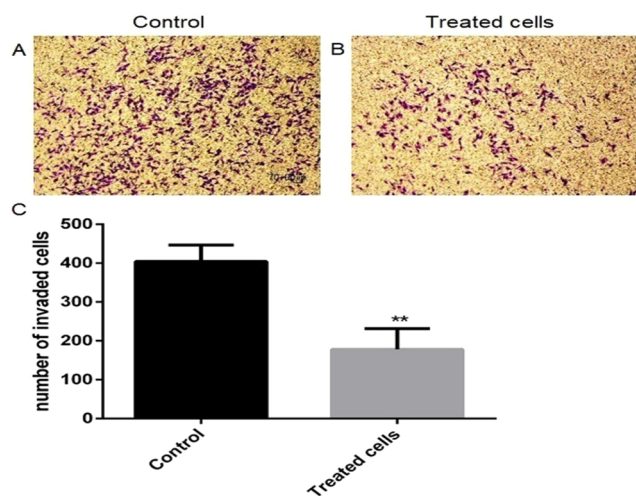 Control
Treated cells
A
B
C
500
400
300
200
100
0
number of invaded cells
**
Control
Treated cells